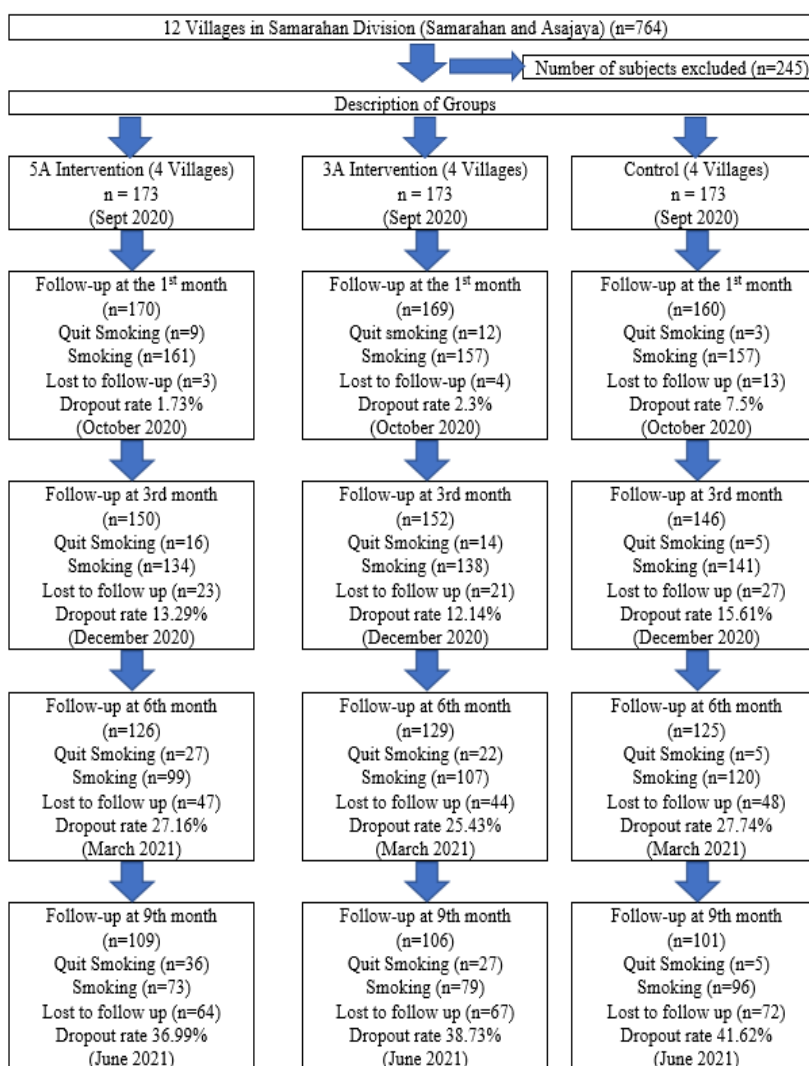 12 Villages in Samarahan Division (Samarahan and Asajaya) (n=764)
Number of subjects excluded (n=245)
Description of Groups
5A Intervention (4 Villages)
n = 173
(Sept 2020)
3A Intervention (4 Villages)
n = 173
(Sept 2020)
Control (4 Villages)
n = 173
(Sept 2020)
Follow-up at the 1st month
(n=170)
Quit Smoking (n=9)
Smoking (n=161)
Lost to follow-up (n=3)
Dropout rate 1.73%
(October 2020)
Follow-up at the 1st month
(n=169)
Quit smoking (n=12)
Smoking (n=157)
Lost to follow-up (n=4)
Dropout rate 2.3%
(October 2020)
Follow-up at the 1st month
(n=160)
Quit Smoking (n=3)
Smoking (n=157)
Lost to follow up (n=13)
Dropout rate 7.5%
(October 2020)
Follow-up at 3rd month
(n=150)
Quit Smoking (n=16)
Smoking (n=134)
Lost to follow up (n=23)
Dropout rate 13.29%
(December 2020)
Follow-up at 3rd month
(n=152)
Quit Smoking (n=14)
Smoking (n=138)
Lost to follow up (n=21)
Dropout rate 12.14%
(December 2020)
Follow-up at 3rd month
(n=146)
Quit Smoking (n=5)
Smoking (n=141)
Lost to follow up (n=27)
Dropout rate 15.61%
(December 2020)
Follow-up at 6th month
(n=126)
Quit Smoking (n=27)
Smoking (n=99)
Lost to follow up (n=47)
Dropout rate 27.16%
(March 2021)
Follow-up at 6th month
(n=129)
Quit Smoking (n=22)
Smoking (n=107)
Lost to follow up (n=44)
Dropout rate 25.43%
(March 2021)
Follow-up at 6th month
(n=125)
Quit Smoking (n=5)
Smoking (n=120)
Lost to follow up (n=48)
Dropout rate 27.74%
(March 2021)
Follow-up at 9th month
(n=109)
Quit Smoking (n=36)
Smoking (n=73)
Lost to follow up (n=64)
Dropout rate 36.99%
(June 2021)
Follow-up at 9th month
(n=106)
Quit Smoking (n=27)
Smoking (n=79)
Lost to follow up (n=67)
Dropout rate 38.73%
(June 2021)
Follow-up at 9th month
(n=101)
Quit Smoking (n=5)
Smoking (n=96)
Lost to follow up (n=72)
Dropout rate 41.62%
(June 2021)